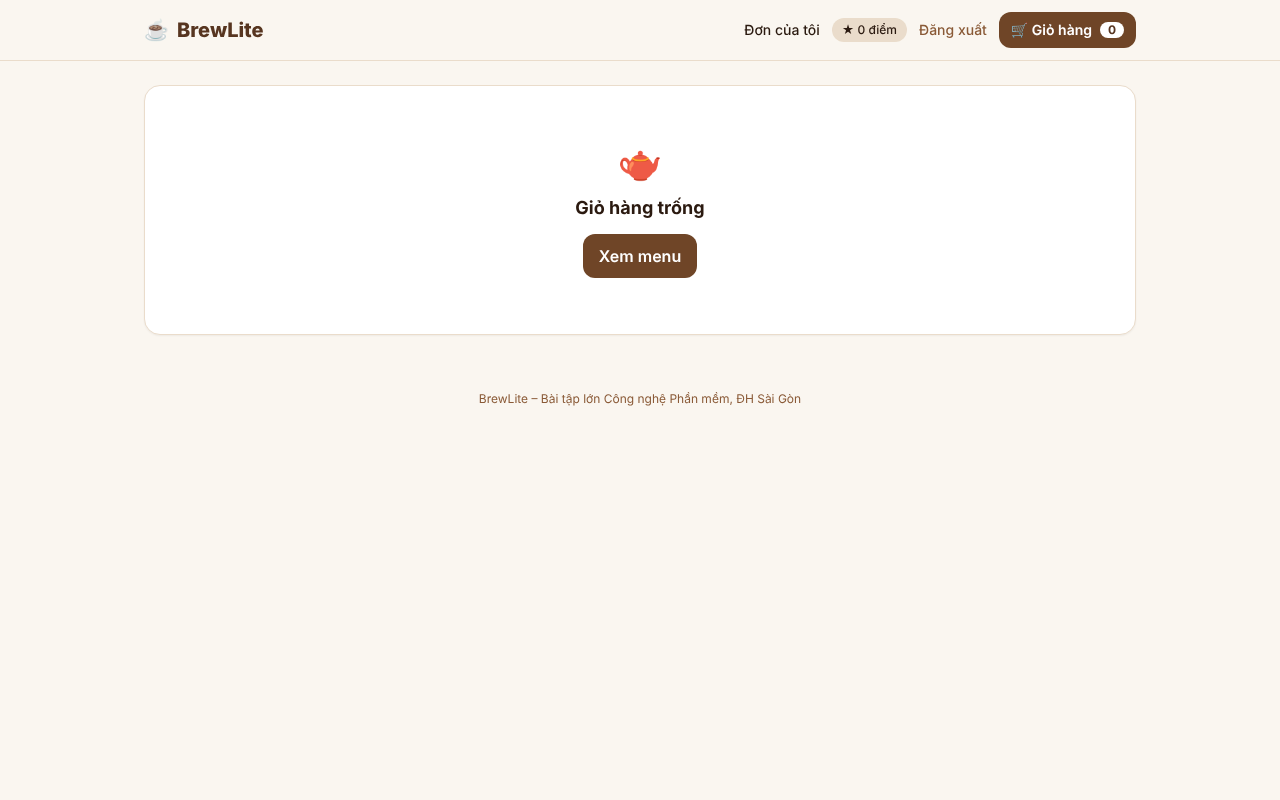 BrewLite
Đơn của tôi
★ 0 điểm
Đăng xuất
Giỏ hàng 0
Giỏ hàng trống
Xem menu
BrewLite – Bài tập lớn Công nghệ Phần mềm, ĐH Sài Gòn